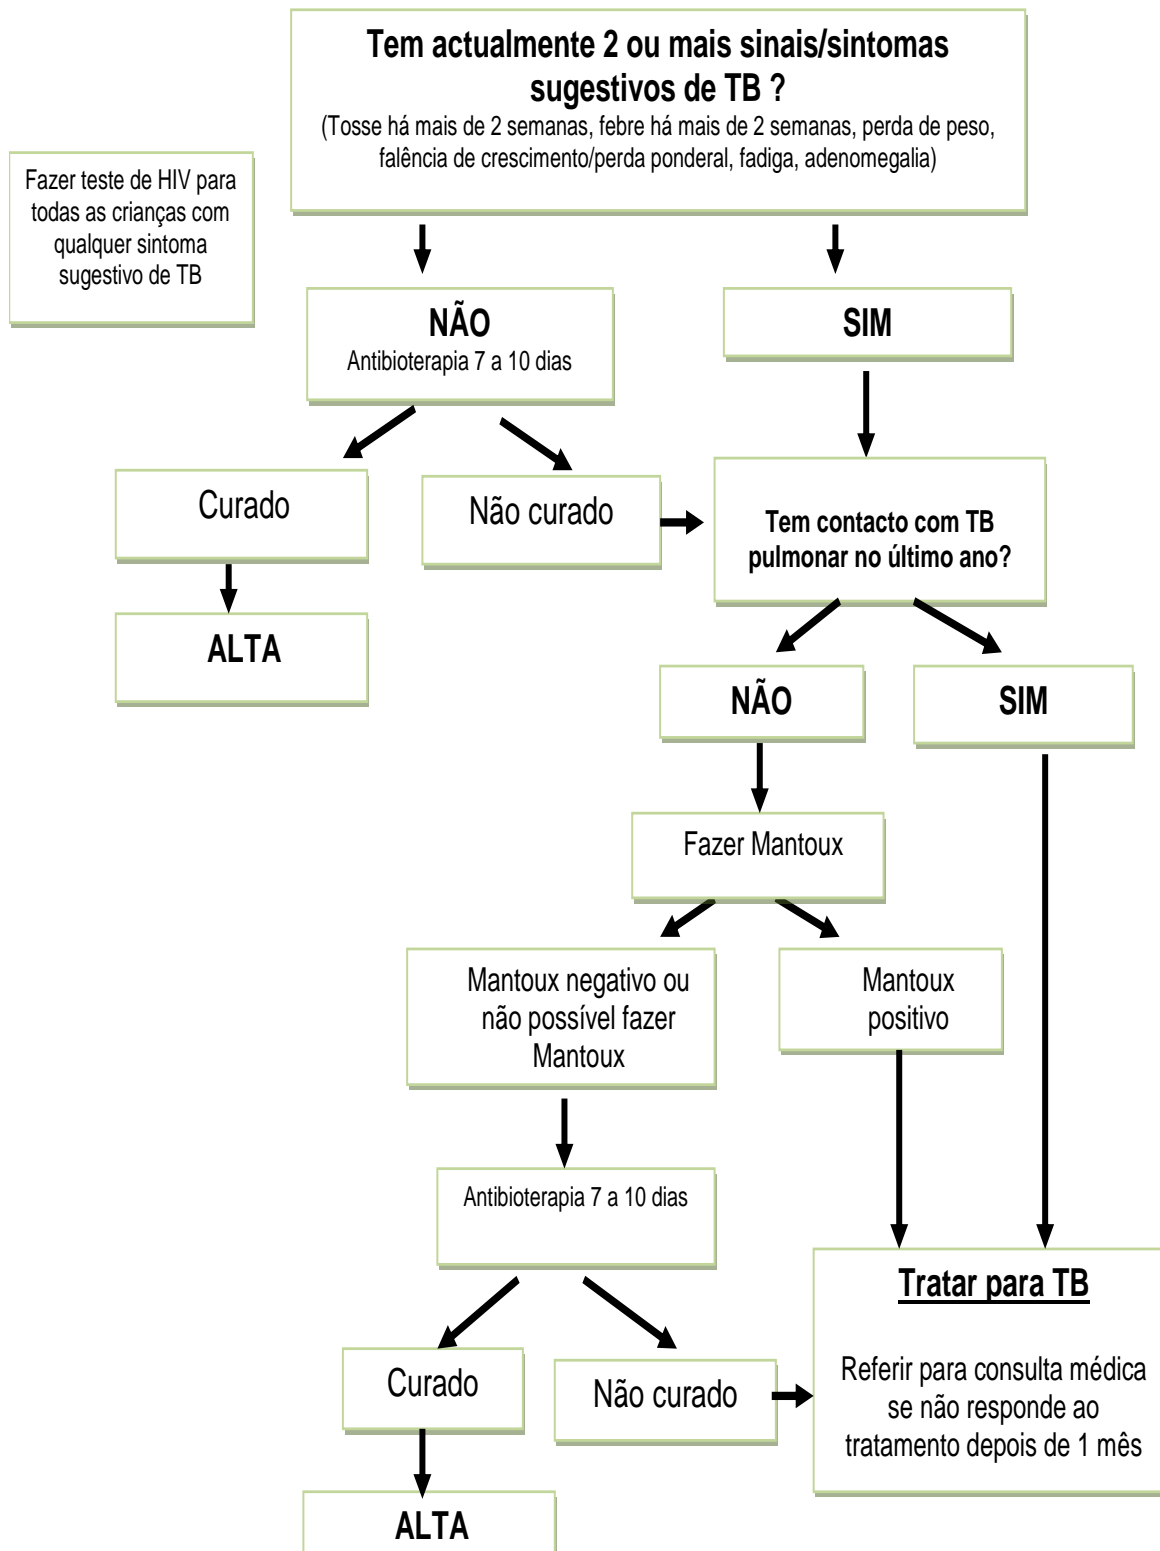 Tem actualmente 2 ou mais sinais/sintomas
sugestivos de TB ?
(Tosse há mais de 2 semanas, febre há mais de 2 semanas, perda de peso,
falência de crescimento/perda ponderal, fadiga, adenomegalia)
Fazer teste de HIV para
todas as crianças com
qualquer sintoma
sugestivo de TB
NÃO
Antibioterapia 7 a 10 dias
SIM
Curado
Não curado
Tem contacto com TB
pulmonar no último ano?
ALTA
NÃO
SIM
Fazer Mantoux
Mantoux negativo ou
não possível fazer
Mantoux
Mantoux
positivo
Antibioterapia 7 a 10 dias
Tratar para TB
Referir para consulta médica
se não responde ao
tratamento depois de 1 mês
Curado
Não curado
ALTA